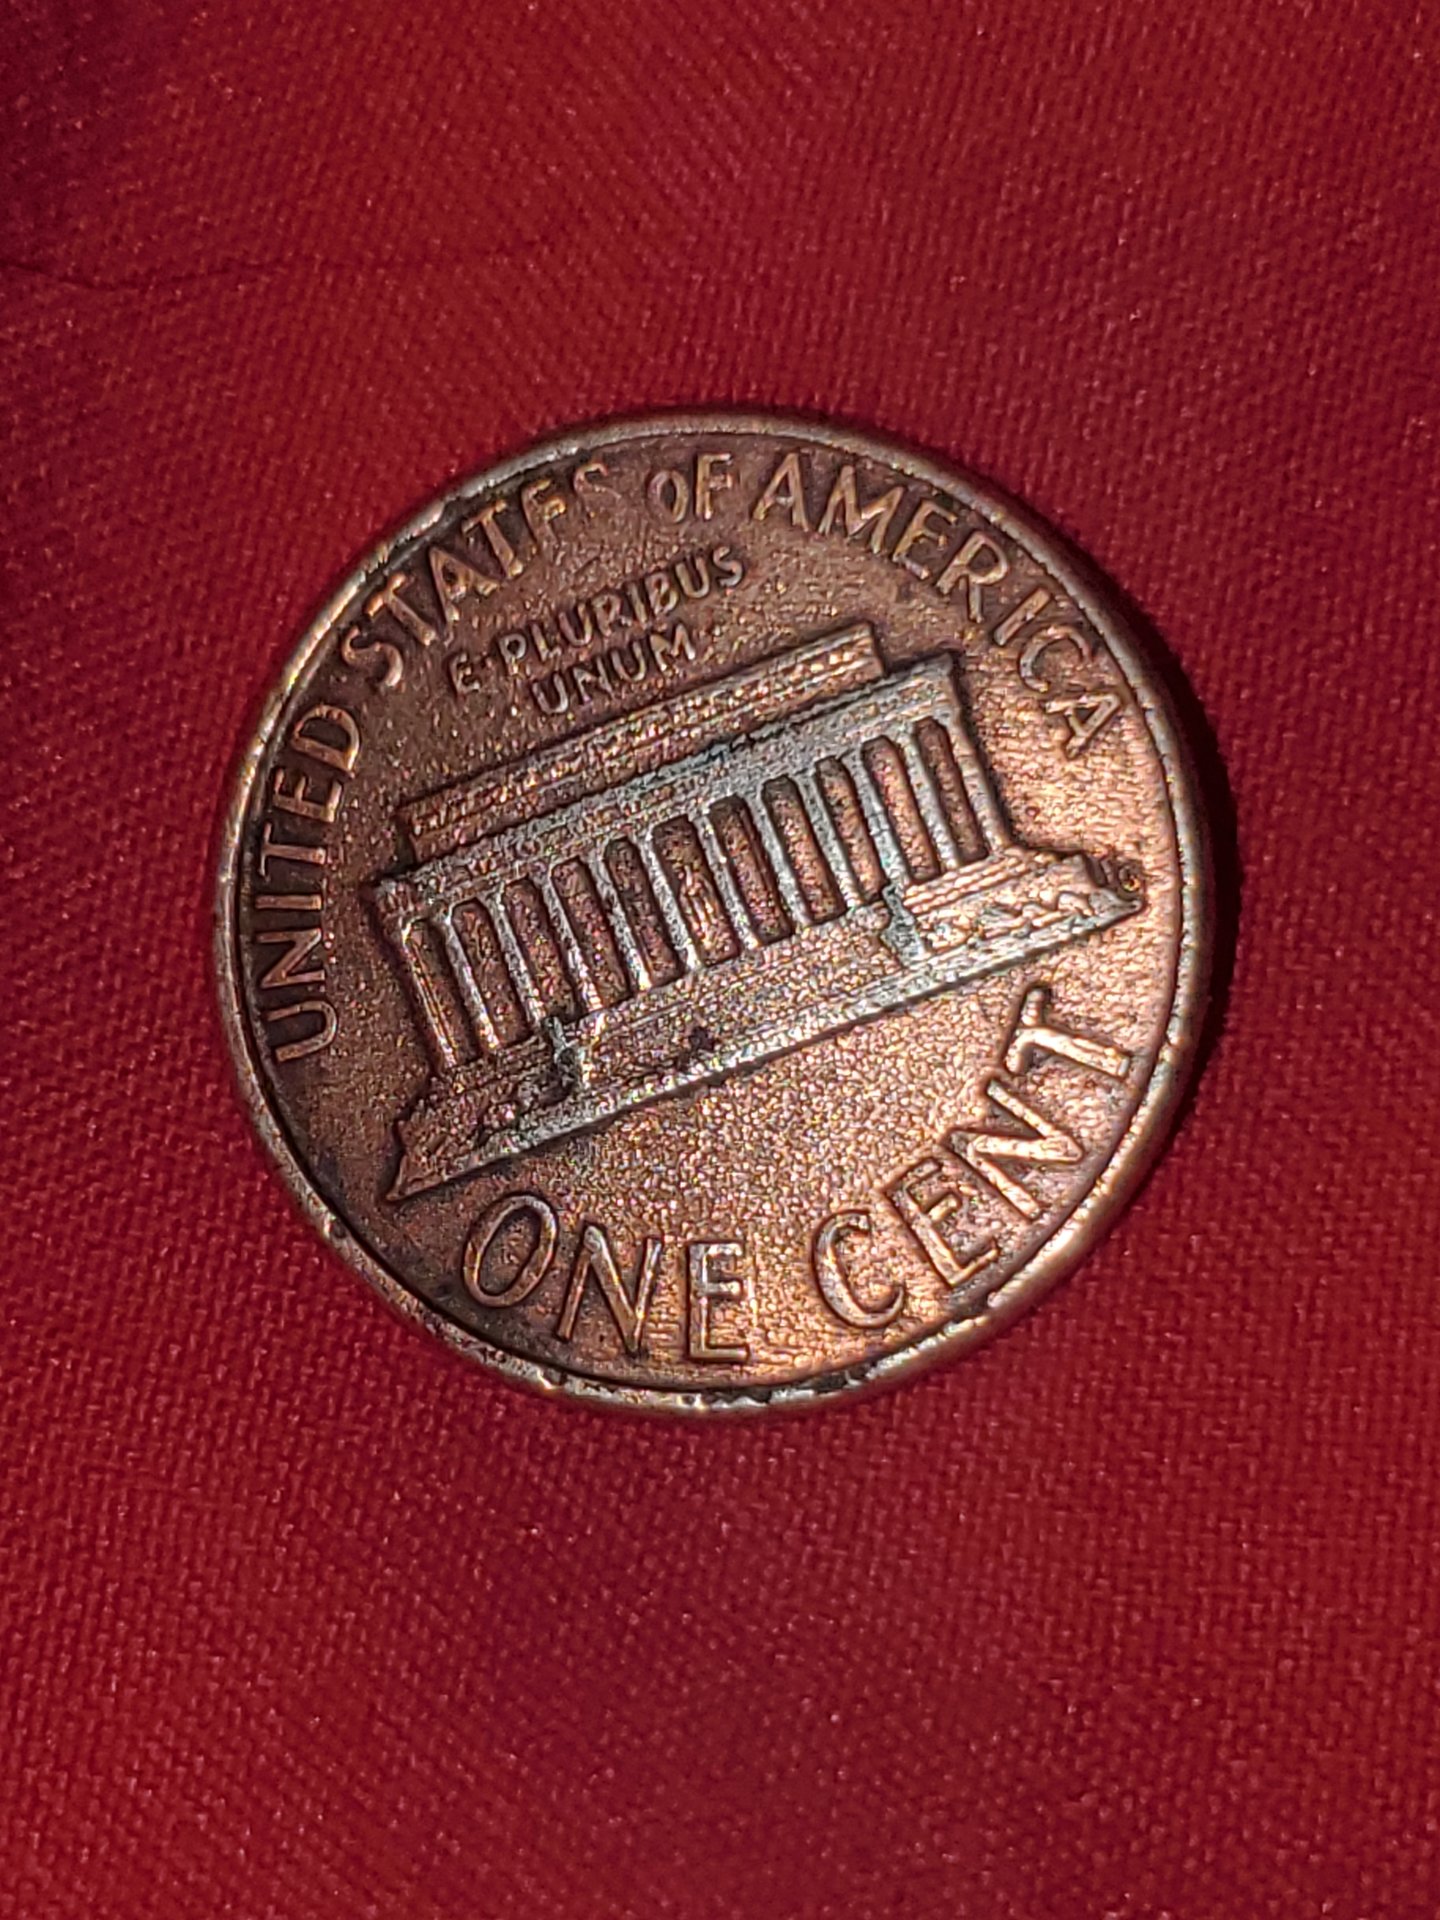 UNITED STATES OF AMERICA
E PLURIBUS
UNUM
ONE CENT